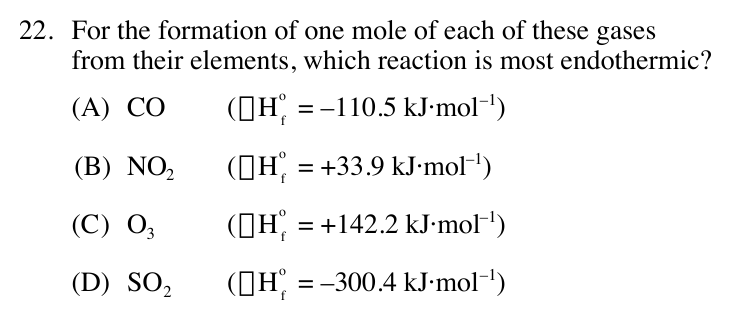 22. For the formation of one mole of each of these gases
from their elements, which reaction is most endothermic?
(A) CO (▯H°f = –110.5 kJ·mol⁻¹)
(B) NO₂ (▯H°f = +33.9 kJ·mol⁻¹)
(C) O₃ (▯H°f = +142.2 kJ·mol⁻¹)
(D) SO₂ (▯H°f = –300.4 kJ·mol⁻¹)